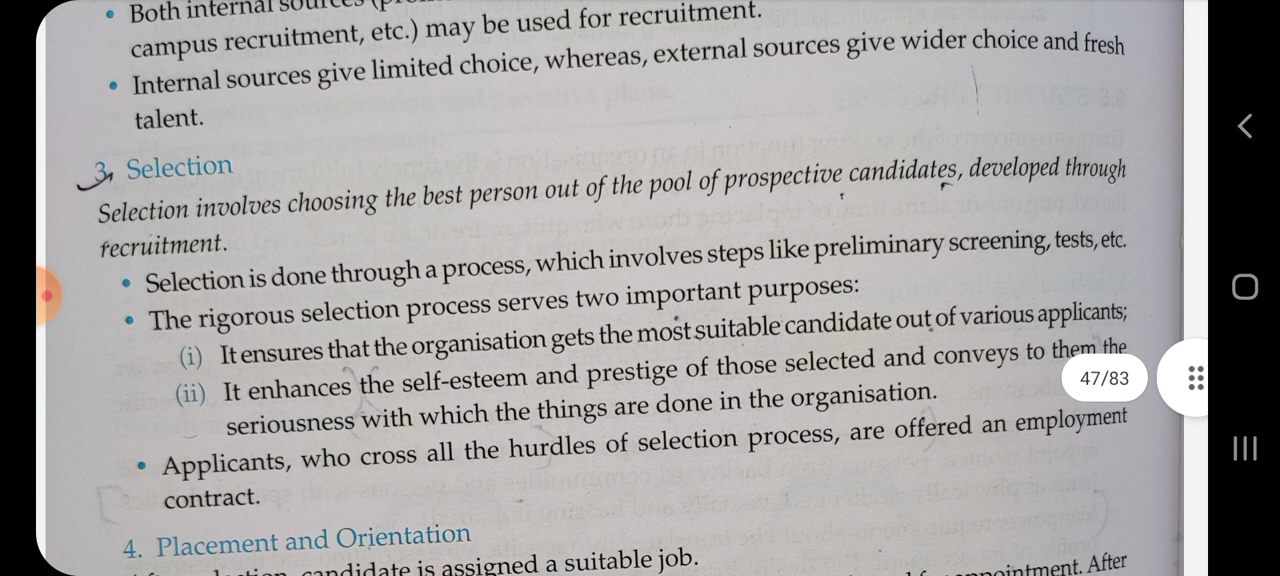 • Both internal sources
campus recruitment, etc.) may be used for recruitment.
• Internal sources give limited choice, whereas, external sources give wider choice and fresh
talent.
3. Selection
Selection involves choosing the best person out of the pool of prospective candidates, developed through
recruitment.
• Selection is done through a process, which involves steps like preliminary screening, tests, etc.
• The rigorous selection process serves two important purposes:
(i) It ensures that the organisation gets the most suitable candidate out of various applicants;
(ii) It enhances the self-esteem and prestige of those selected and conveys to them the
seriousness with which the things are done in the organisation.
47/83
• Applicants, who cross all the hurdles of selection process, are offered an employment
contract.
4. Placement and Orientation
candidate is assigned a suitable job.
appointment. After